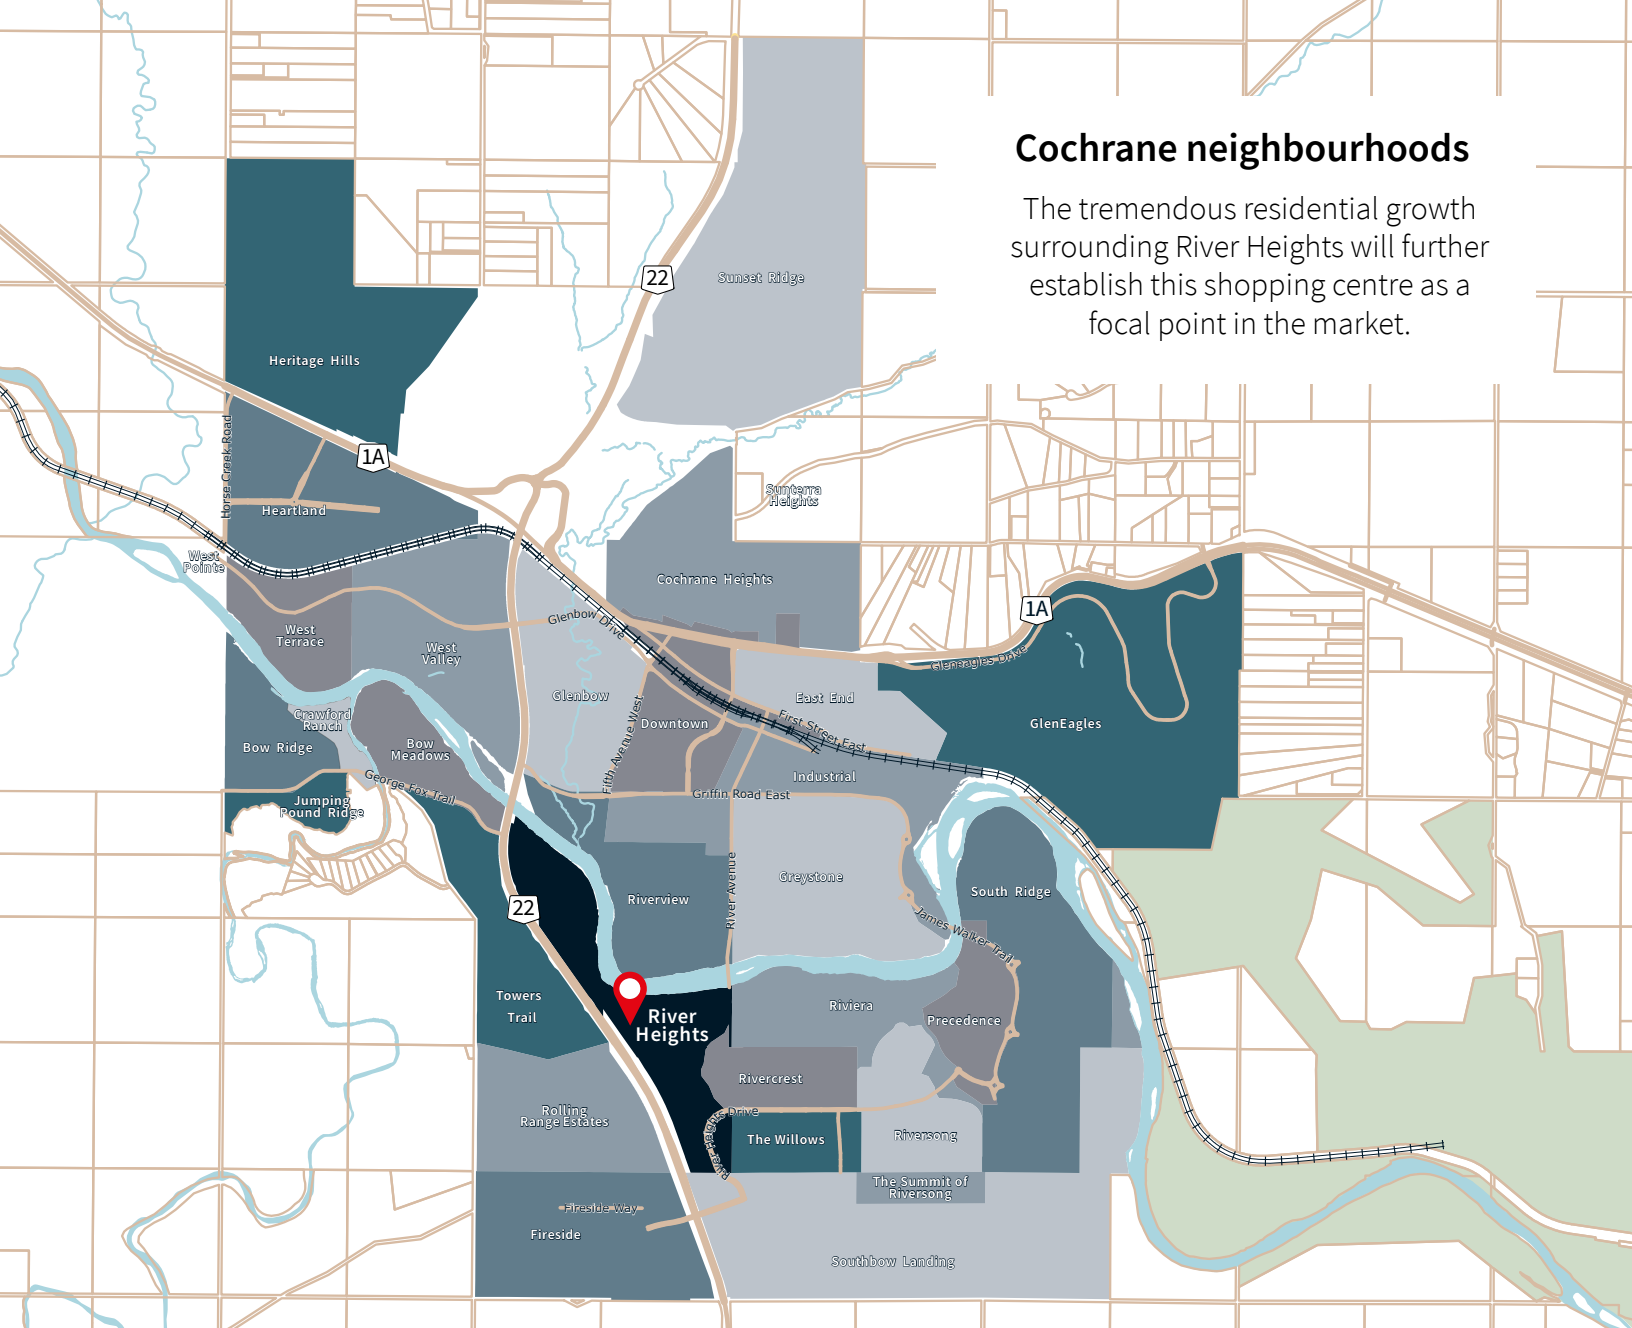 Cochrane neighbourhoods
The tremendous residential growth
surrounding River Heights will further
establish this shopping centre as a
focal point in the market.
22
Sunset Ridge
Heritage Hills
Horse Creek Road
1A
Heartland
Sunterra
Heights
West
Pointe
Cochrane Heights
1A
Glenbow Drive
West
Terrace
West
Valley
Gleneagles Drive
Glenbow
East End
Crawford
Ranch
Fifth Avenue West
Downtown
First Street East
GlenEagles
Bow Ridge
Bow
Meadows
Industrial
George Fox Trail
Griffin Road East
Jumping
Pound Ridge
River Avenue
Greystone
South Ridge
Riverview
22
James Walker Trail
Towers
Trail
Riviera
River
Heights
Precedence
Rivercrest
Rolling
Range Estates
River Heights Drive
The Willows
Riversong
The Summit of
Riversong
Fireside Way
Fireside
Southbow Landing